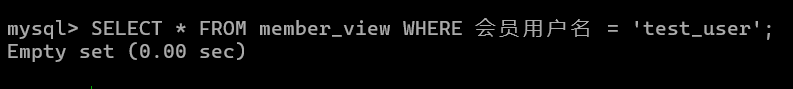 mysql> SELECT * FROM member_view WHERE 会员用户名 = 'test_user';
Empty set (0.00 sec)